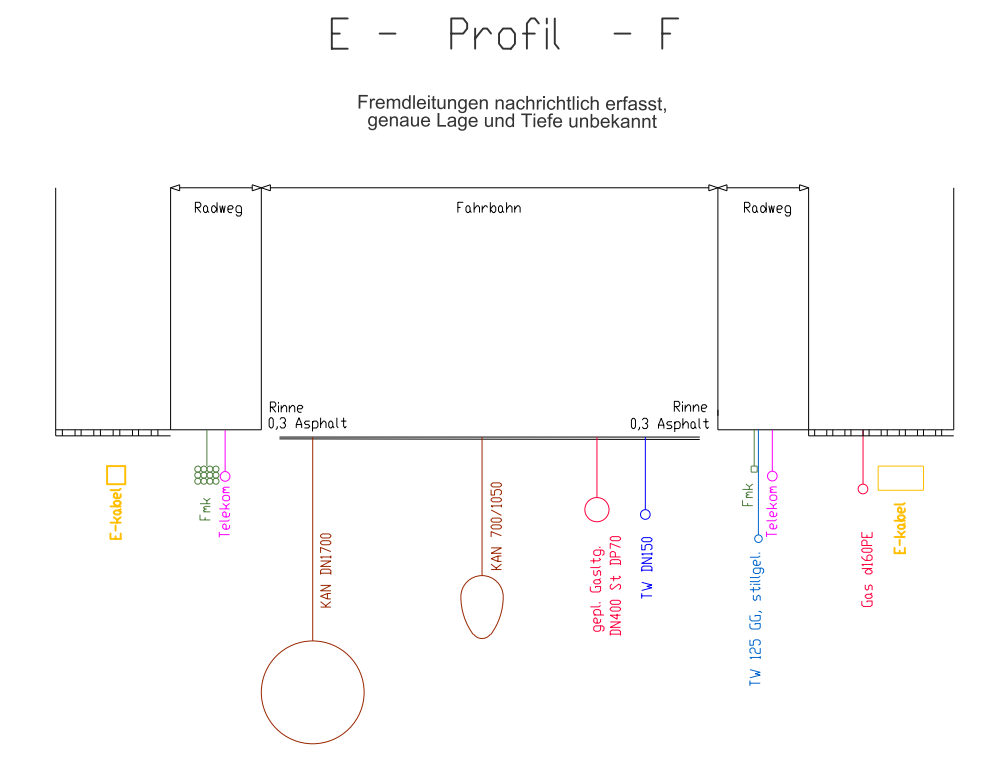 E - Profil - F
Fremdleitungen nachrichtlich erfasst,
genaue Lage und Tiefe unbekannt
Radweg
Fahrbahn
Radweg
Rinne
0,3 Asphalt
Rinne
0,3 Asphalt
E-kabel
Fmk
Telekom
KAN DN1700
KAN 700/1050
gepl. Gasltg.
DN400 St DP70
TW DN150
Fmk
TW 125 GG, stillgel.
Telekom
Gas d160PE
E-kabel